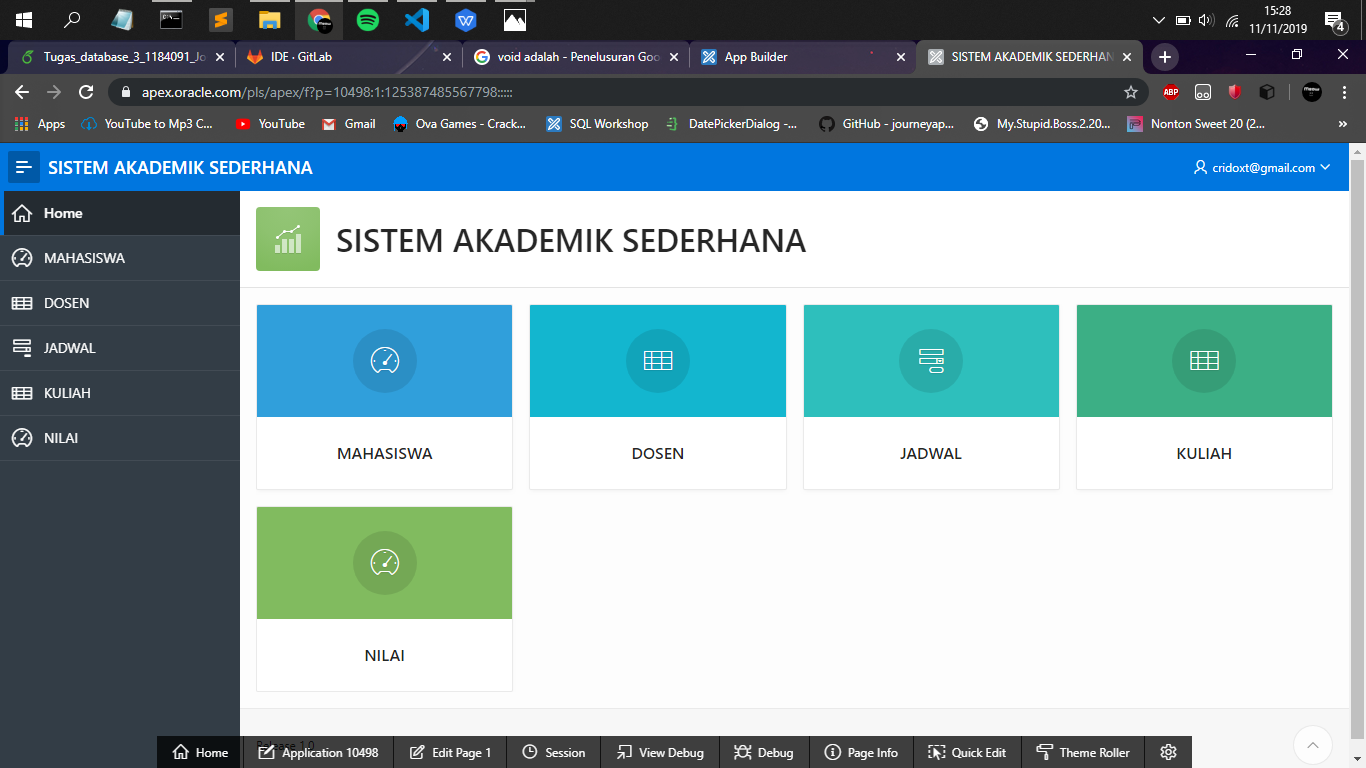 15:28
11/11/2019
4
Tugas_database_3_1184091_Jo
IDE · GitLab
void adalah - Penelusuran Goo
App Builder
SISTEM AKADEMIK SEDERHAN
apex.oracle.com/pls/apex/f?p=10498:1:125387485567798:::::
ABP
Apps
YouTube to Mp3 C...
YouTube
Gmail
Ova Games - Crack...
SQL Workshop
DatePickerDialog -...
GitHub - journeyap...
My.Stupid.Boss.2.20...
Nonton Sweet 20 (2...
»
SISTEM AKADEMIK SEDERHANA
cridoxt@gmail.com
Home
MAHASISWA
DOSEN
JADWAL
KULIAH
NILAI
SISTEM AKADEMIK SEDERHANA
MAHASISWA
DOSEN
JADWAL
KULIAH
NILAI
Release 1.0
Home
Application 10498
Edit Page 1
Session
View Debug
Debug
Page Info
Quick Edit
Theme Roller